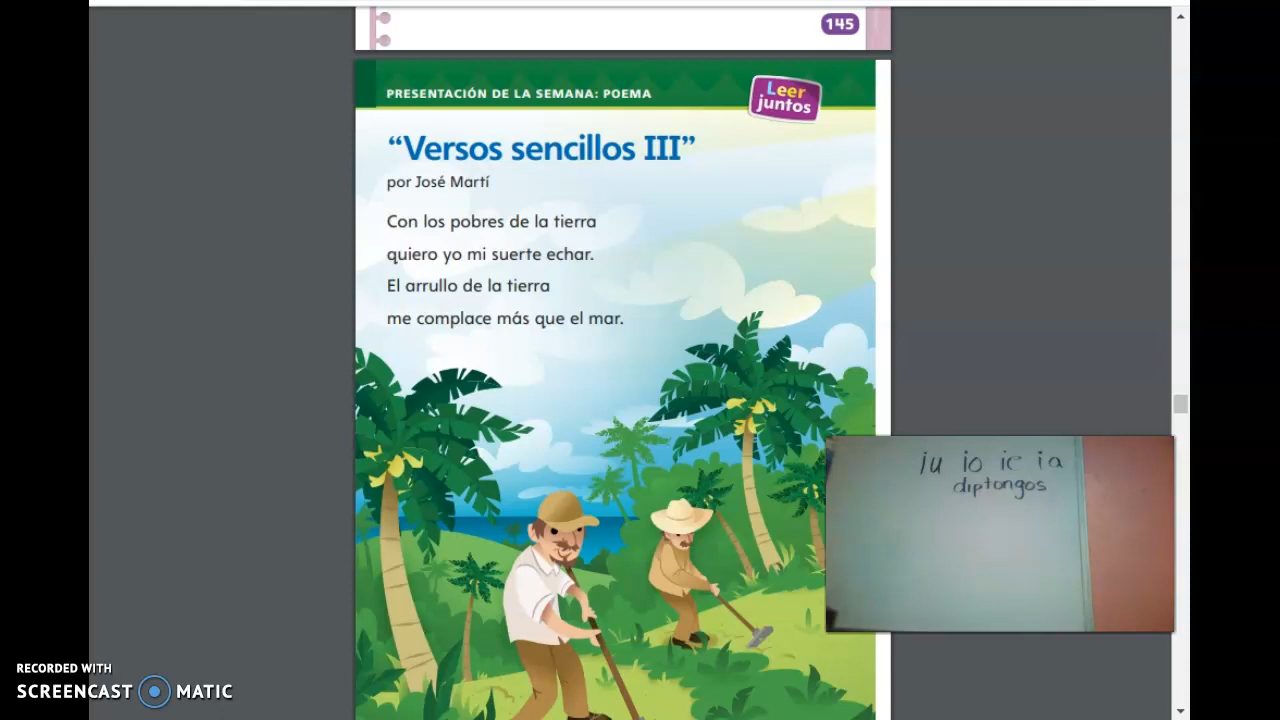 145
PRESENTACIÓN DE LA SEMANA: POEMA
Leer
juntos
“Versos sencillos III”
por José Martí
Con los pobres de la tierra
quiero yo mi suerte echar.
El arrullo de la tierra
me complace más que el mar.
iu io ie ia
diptongos
RECORDED WITH
SCREENCAST MATIC